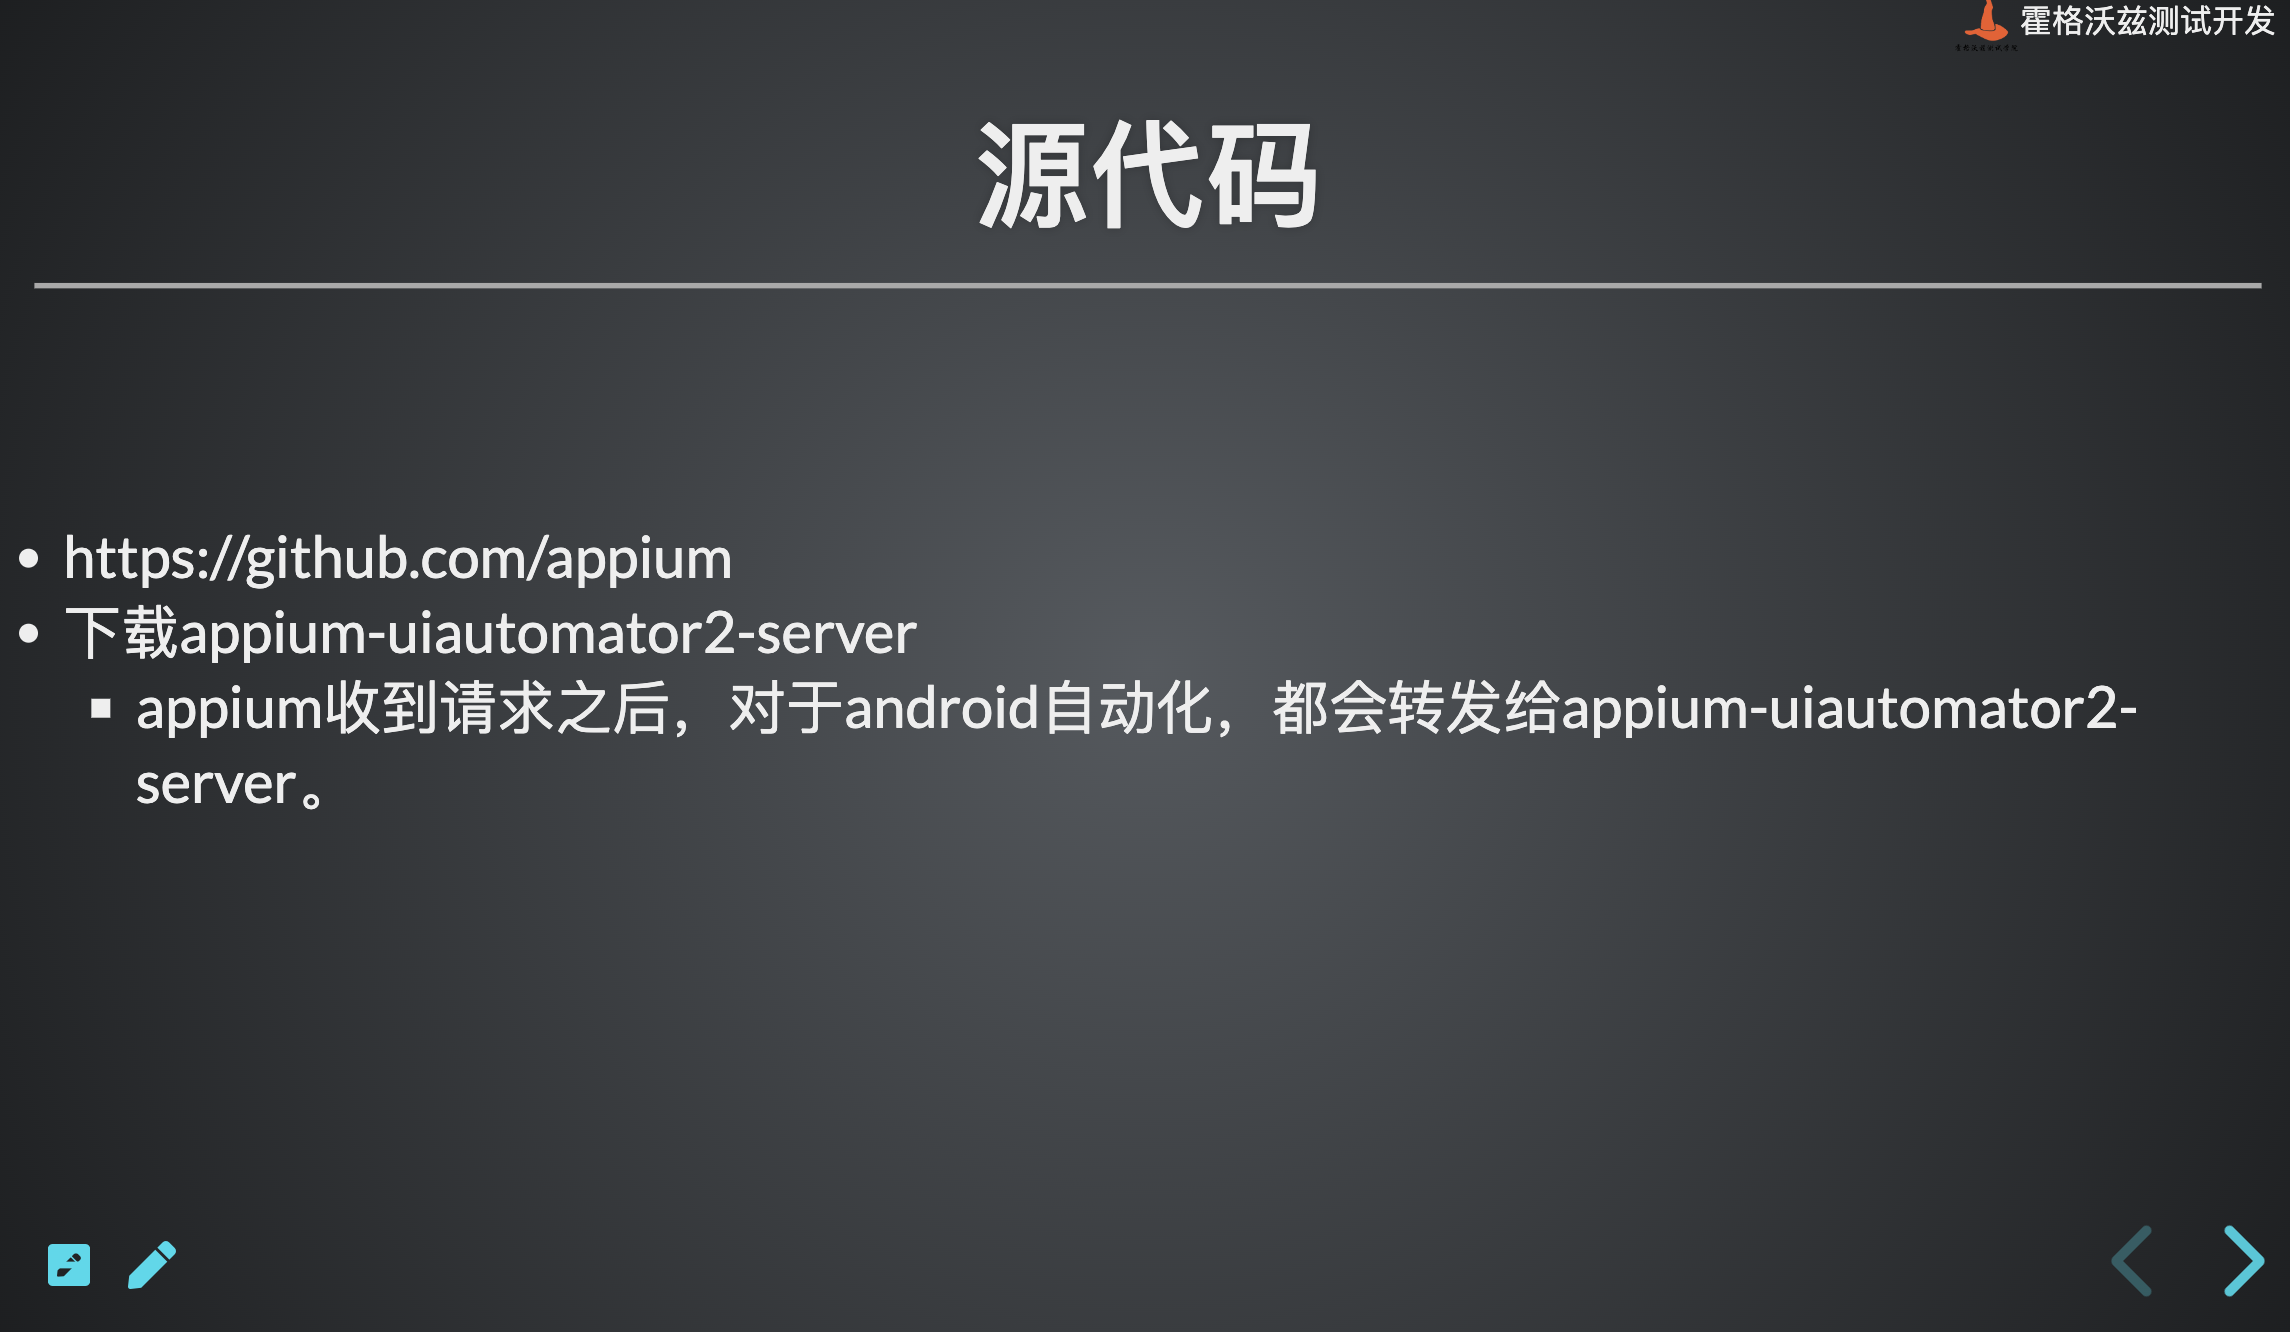 霍格沃兹测试开发
源代码
https://github.com/appium
下载appium-uiautomator2-server
appium收到请求之后，对于android自动化，都会转发给appium-uiautomator2-
server。